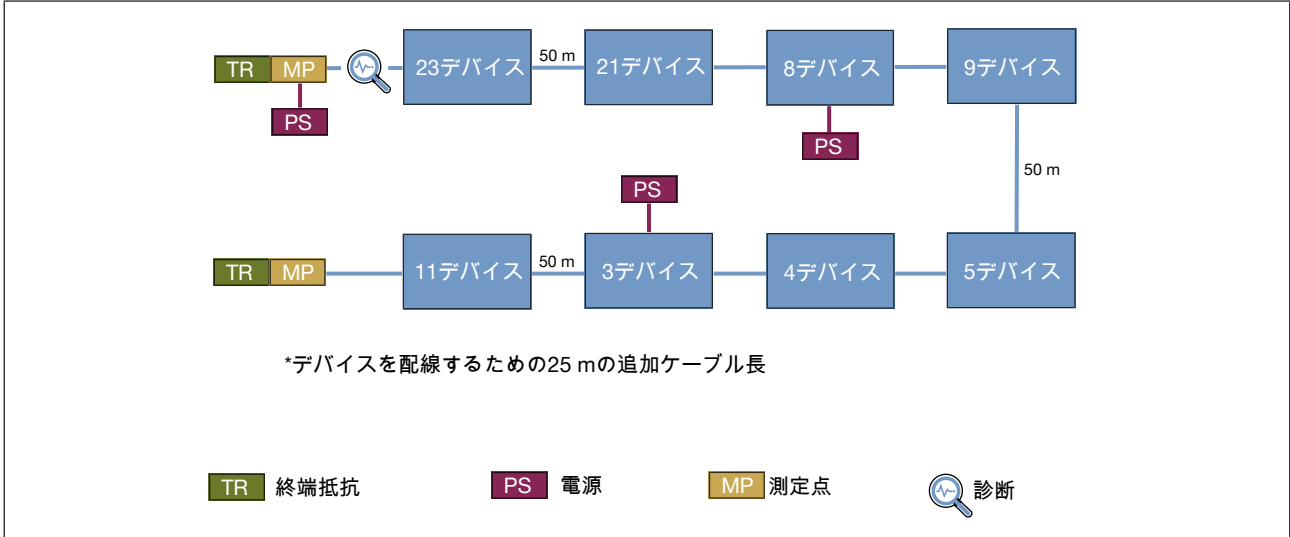 TR MP 23デバイス 50 m 21デバイス 8デバイス 9デバイス
PS
PS
50 m
PS
TR MP 11デバイス 50 m 3デバイス 4デバイス 5デバイス
*デバイスを配線するための25 mの追加ケーブル長
TR 終端抵抗 PS 電源 MP 測定点 診断